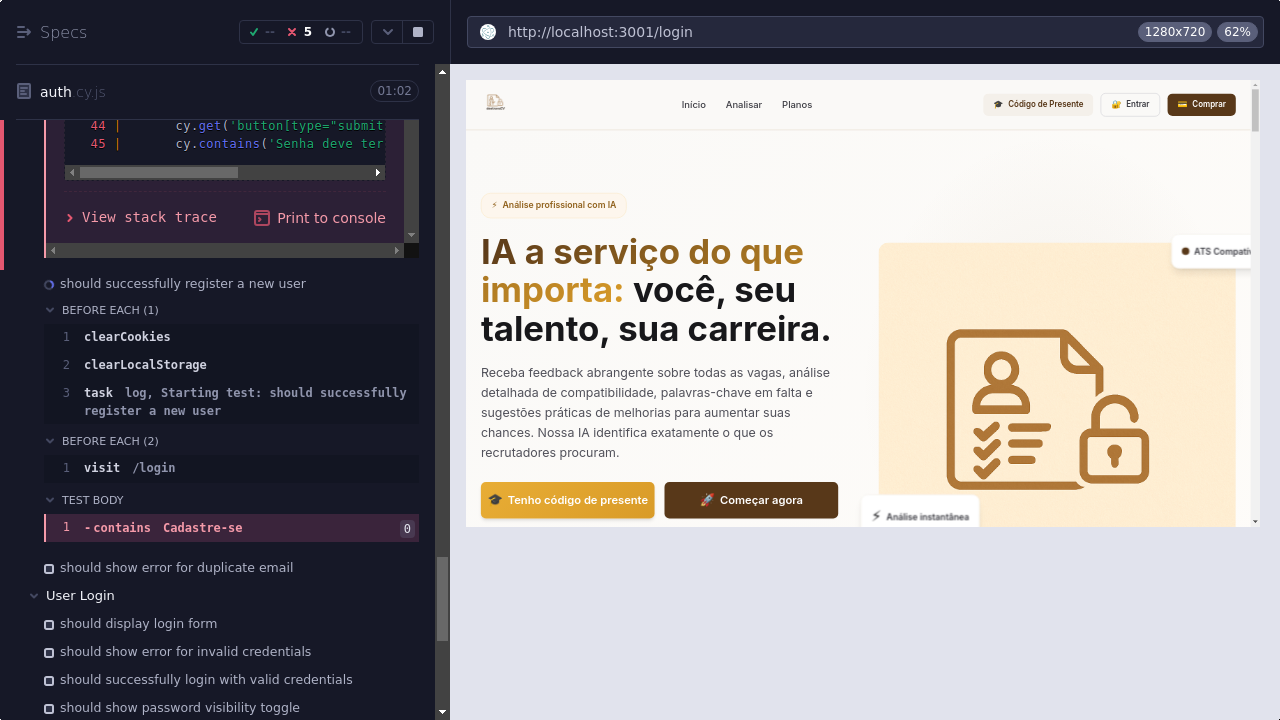 Specs
--
5
--
auth cy.js
01:02
44 | cy.get('button[type="submit
45 | cy.contains('Senha deve ter
View stack trace
Print to console
should successfully register a new user
BEFORE EACH (1)
1 clearCookies
2 clearLocalStorage
3 task log, Starting test: should successfully
register a new user
BEFORE EACH (2)
1 visit /login
TEST BODY
1 -contains Cadastre-se 0
should show error for duplicate email
User Login
should display login form
should show error for invalid credentials
should successfully login with valid credentials
should show password visibility toggle
http://localhost:3001/login
1280x720
62%
Início
Analisar
Planos
Código de Presente
Entrar
Comprar
Análise profissional com IA
IA a serviço do que
importa: você, seu
talento, sua carreira.
Receba feedback abrangente sobre todas as vagas, análise
detalhada de compatibilidade, palavras-chave em falta e
sugestões práticas de melhorias para aumentar suas
chances. Nossa IA identifica exatamente o que os
recrutadores procuram.
Tenho código de presente
Começar agora
ATS Compatív
Análise instantânea